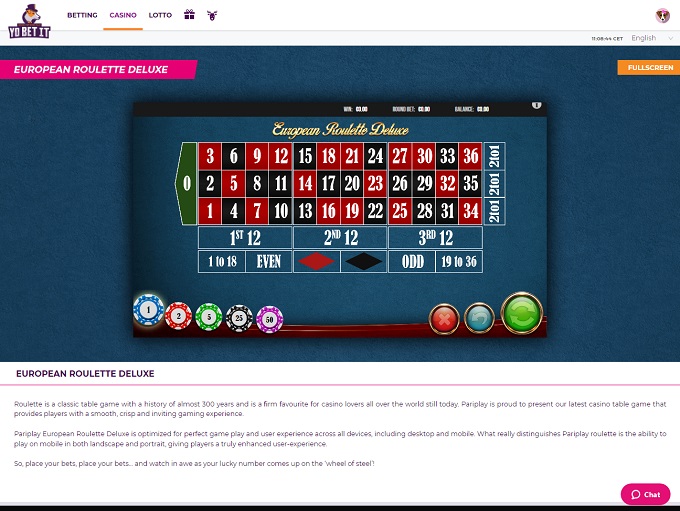 YO BET IT
BETTING CASINO LOTTO
11:08:44 CET English
EUROPEAN ROULETTE DELUXE
FULLSCREEN
WIN: €0.00 ROUND BET: €0.00 BALANCE: €0.00
European Roulette Deluxe
3 6 9 12 15 18 21 24 27 30 33 36 2TO1
0 2 5 8 11 14 17 20 23 26 29 32 35 2TO1
1 4 7 10 13 16 19 22 25 28 31 34 2TO1
1ST 12 2ND 12 3RD 12
1 to 18 EVEN ODD 19 to 36
1 2 5 25 50
EUROPEAN ROULETTE DELUXE
Roulette is a classic table game with a history of almost 300 years and is a firm favourite for casino lovers all over the world still today. Pariplay is proud to present our latest casino table game that
provides players with a smooth, crisp and inviting gaming experience.
Pariplay European Roulette Deluxe is optimized for perfect game play and user experience across all devices, including desktop and mobile. What really distinguishes Pariplay roulette is the ability to
play on mobile in both landscape and portrait, giving players a truly enhanced user-experience.
So, place your bets, place your bets... and watch in awe as your lucky number comes up on the 'wheel of steel'!
Chat